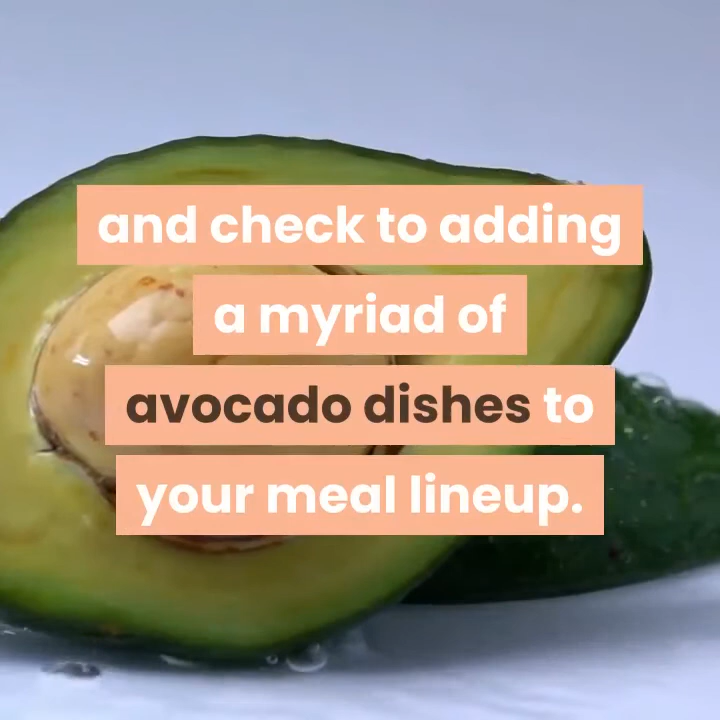 and check to adding
a myriad of
avocado dishes to
your meal lineup.